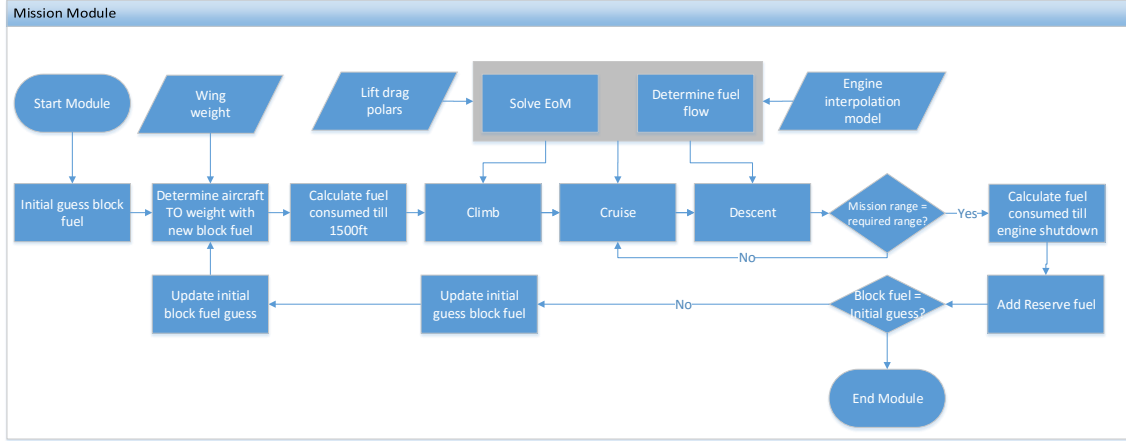 Mission Module
Start Module
Wing
weight
Lift drag
polars
Solve EoM
Determine fuel
flow
Engine
interpolation
model
Initial guess block
fuel
Determine aircraft
TO weight with
new block fuel
Calculate fuel
consumed till
1500ft
Climb
Cruise
Descent
Mission range =
required range?
Yes
Calculate fuel
consumed till
engine shutdown
No
Update initial
block fuel guess
Update initial
guess block fuel
No
Block fuel =
Initial guess?
Add Reserve fuel
End Module